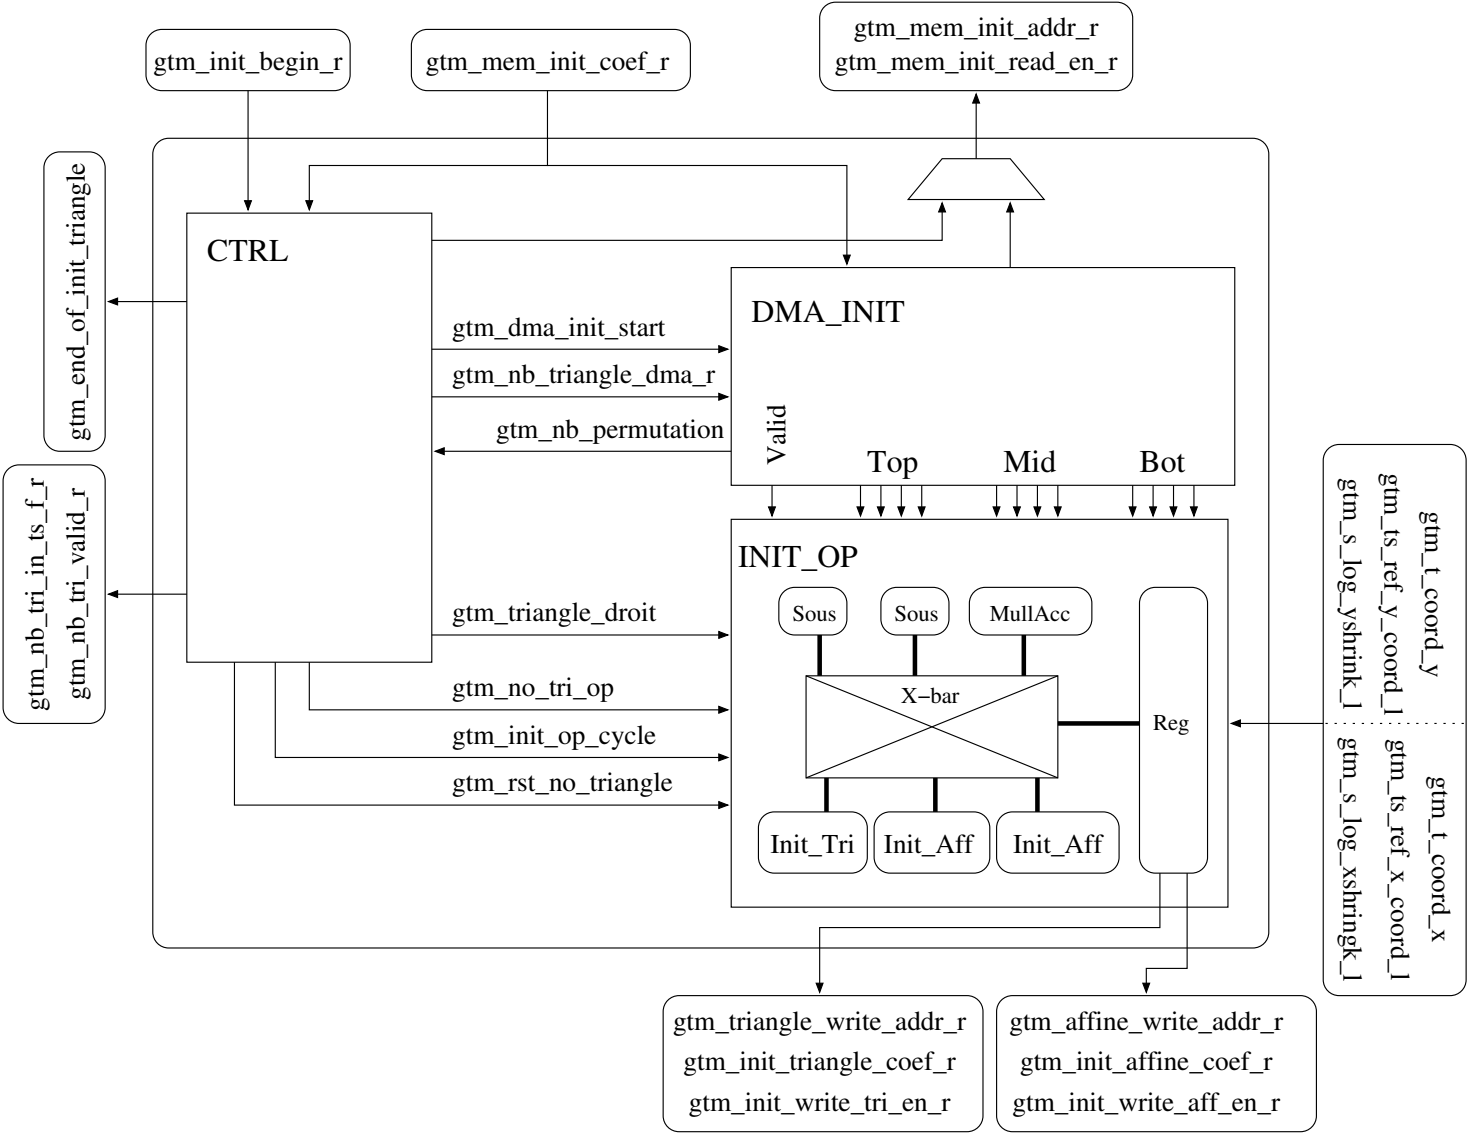 gtm_init_begin_r
gtm_mem_init_coef_r
gtm_mem_init_addr_r
gtm_mem_init_read_en_r
gtm_end_of_init_triangle
CTRL
DMA_INIT
gtm_dma_init_start
gtm_nb_triangle_dma_r
gtm_nb_permutation
Valid
Top
Mid
Bot
gtm_nb_tri_in_ts_f_r
gtm_nb_tri_valid_r
INIT_OP
gtm_triangle_droit
gtm_no_tri_op
gtm_init_op_cycle
gtm_rst_no_triangle
Sous
Sous
MullAcc
X−bar
Reg
Init_Tri
Init_Aff
Init_Aff
gtm_t_coord_y
gtm_ts_ref_y_coord_l
gtm_s_log_yshrink_l
gtm_t_coord_x
gtm_ts_ref_x_coord_l
gtm_s_log_xshringk_l
gtm_triangle_write_addr_r
gtm_init_triangle_coef_r
gtm_init_write_tri_en_r
gtm_affine_write_addr_r
gtm_init_affine_coef_r
gtm_init_write_aff_en_r